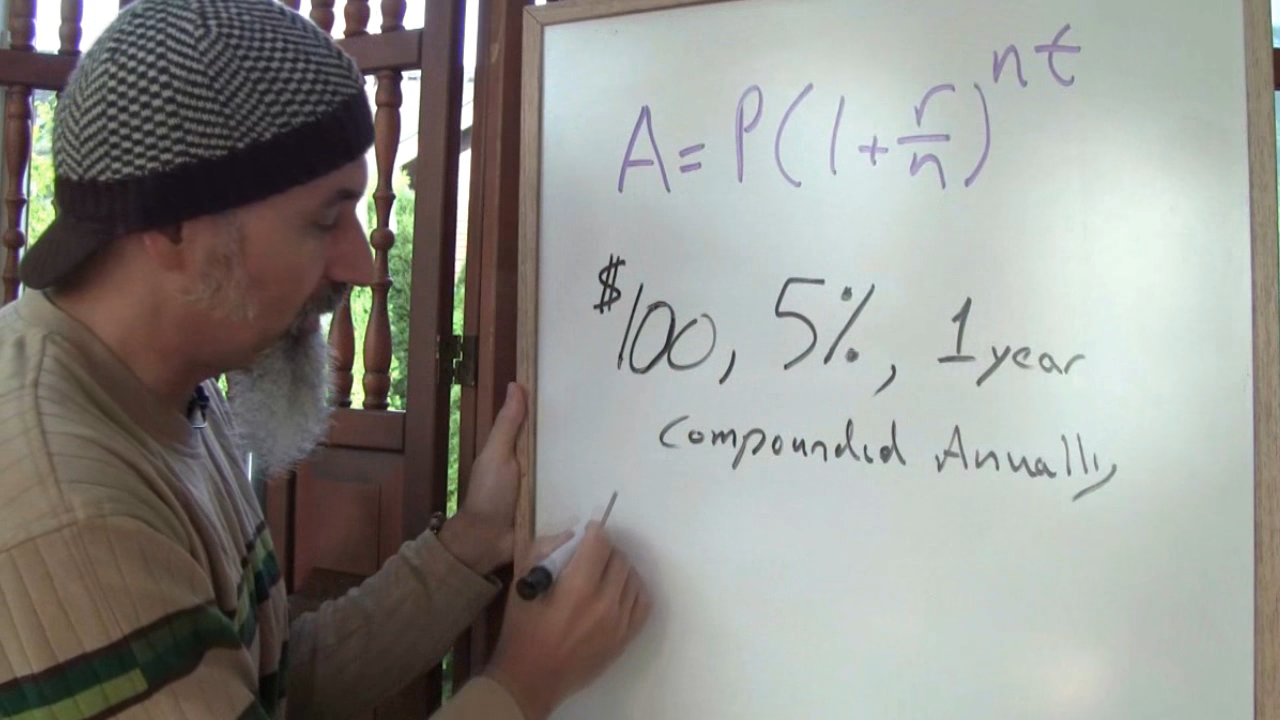 A = P(1 + r/n)^nt
$100, 5%, 1 year
Compounded Annually